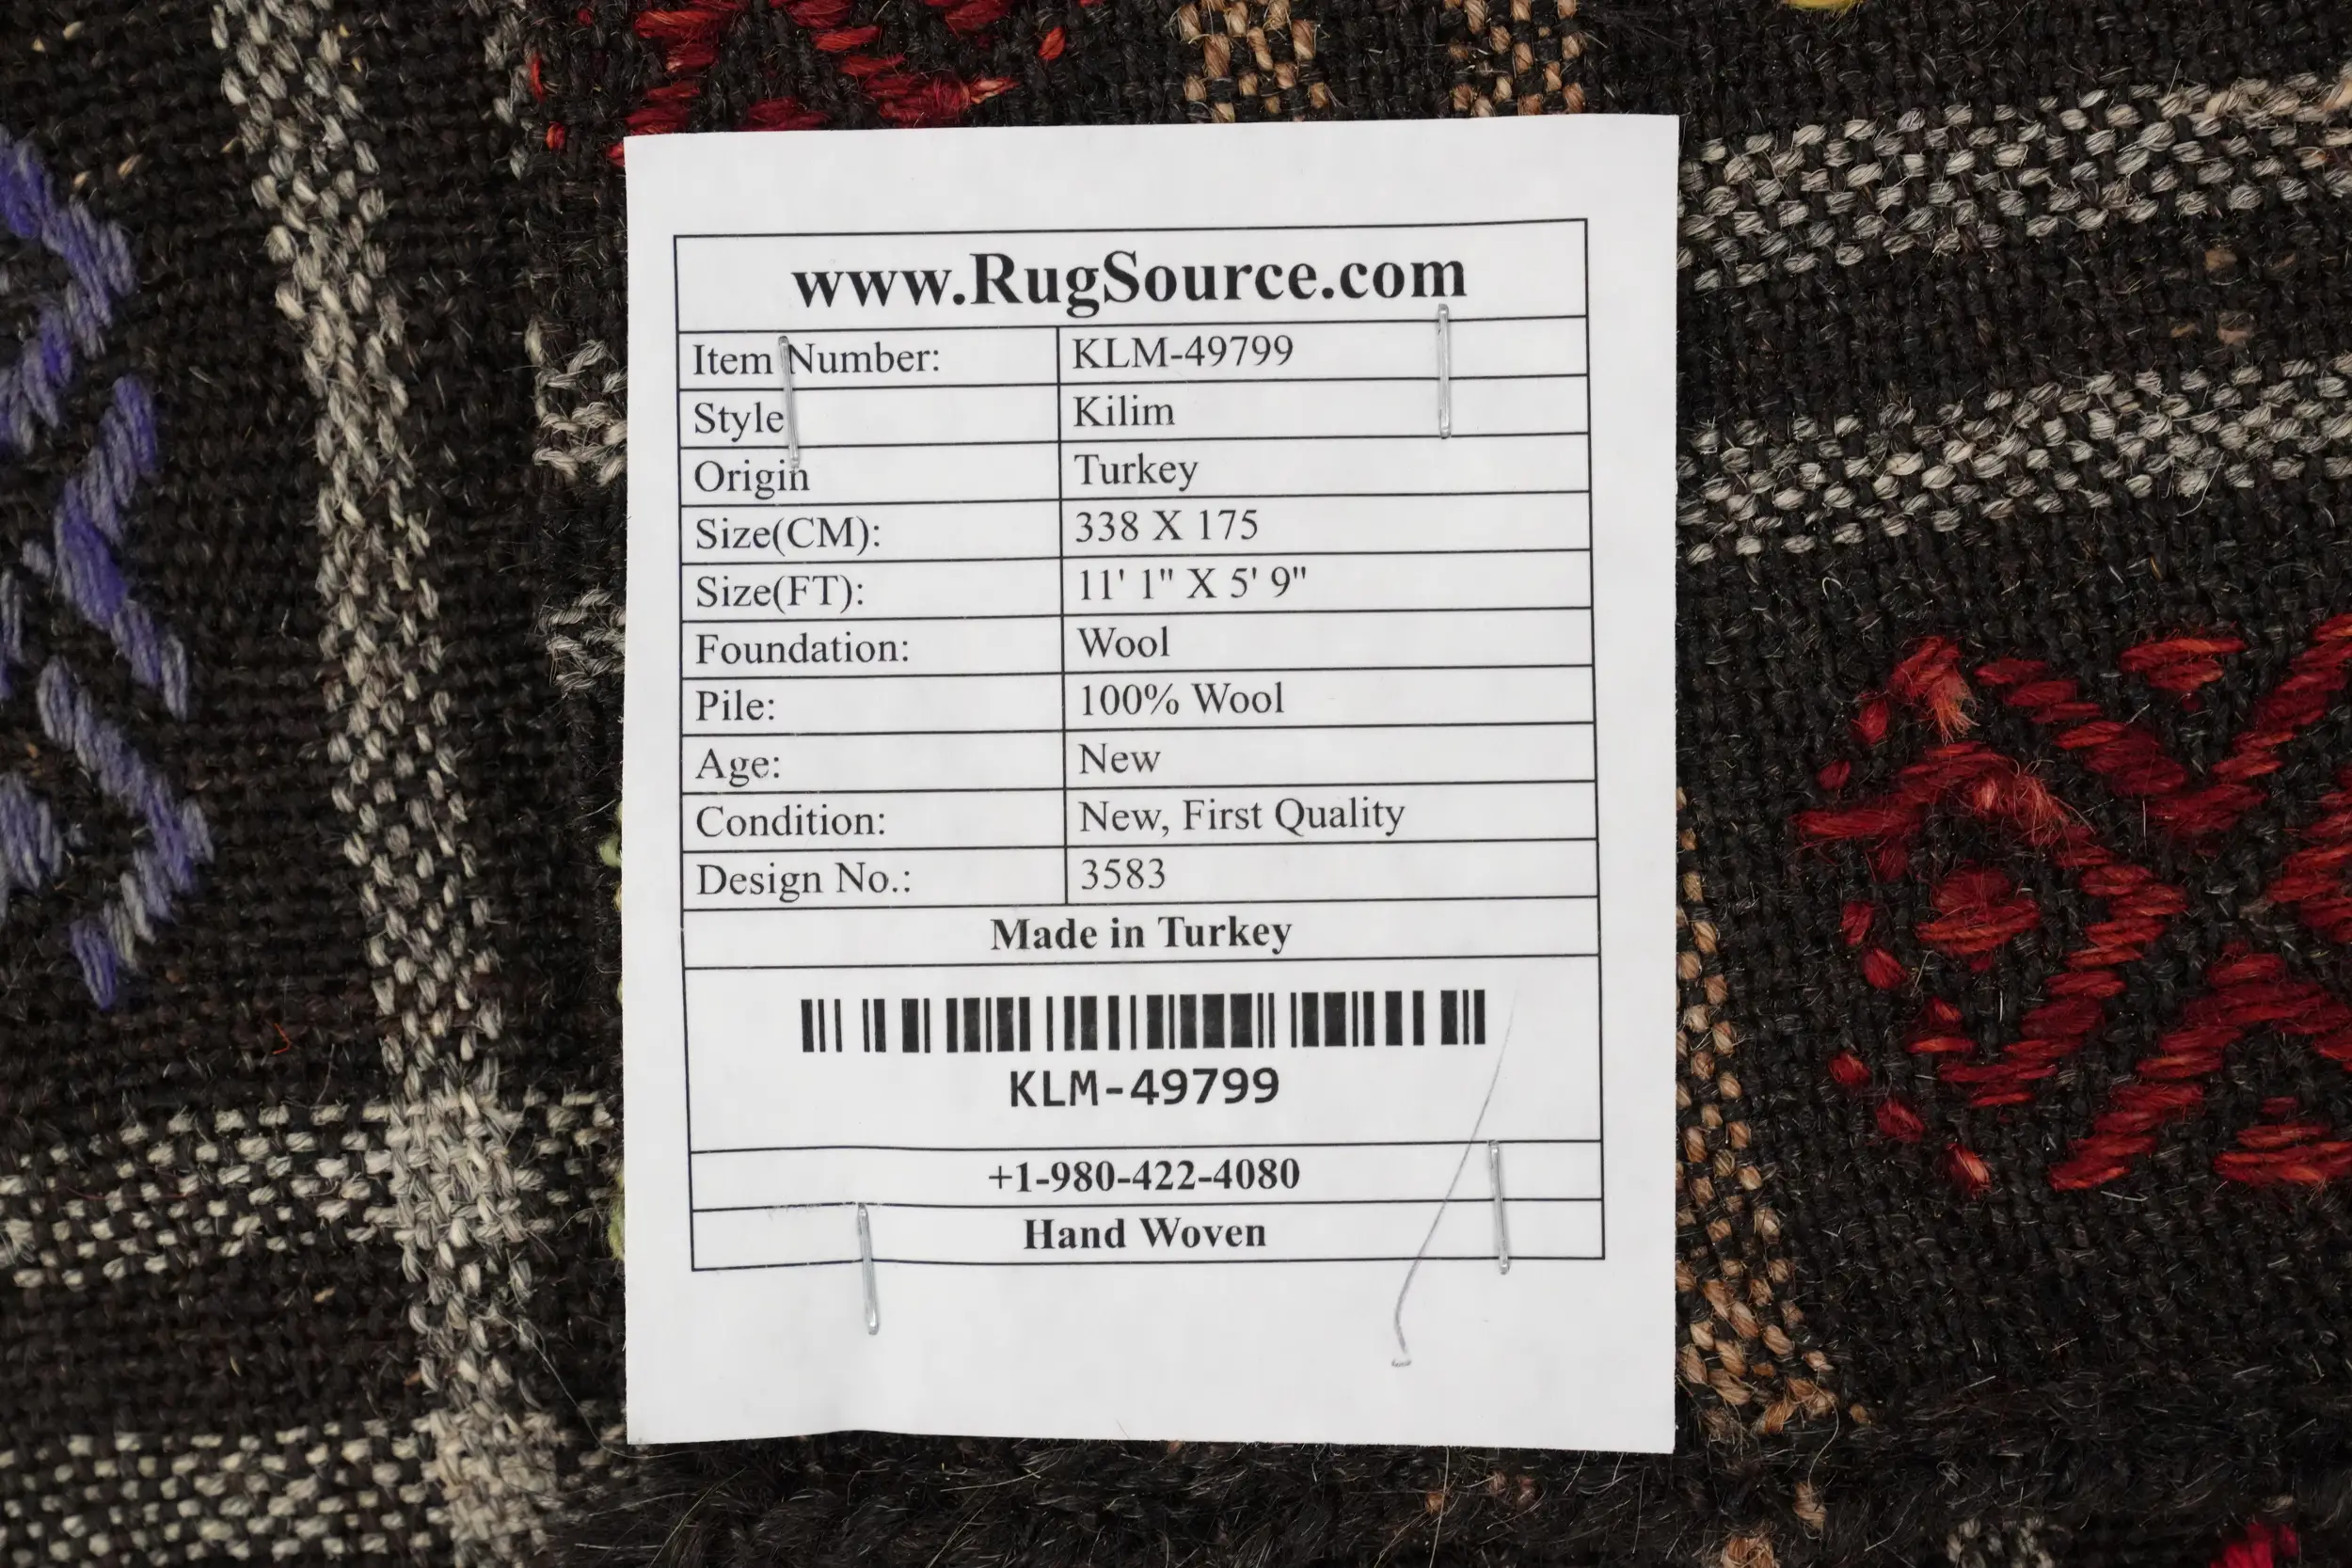 www.RugSource.com
Item Number: KLM-49799
Style Kilim
Origin Turkey
Size(CM): 338 X 175
Size(FT): 11' 1" X 5' 9"
Foundation: Wool
Pile: 100% Wool
Age: New
Condition: New, First Quality
Design No.: 3583
Made in Turkey
KLM-49799
+1-980-422-4080
Hand Woven